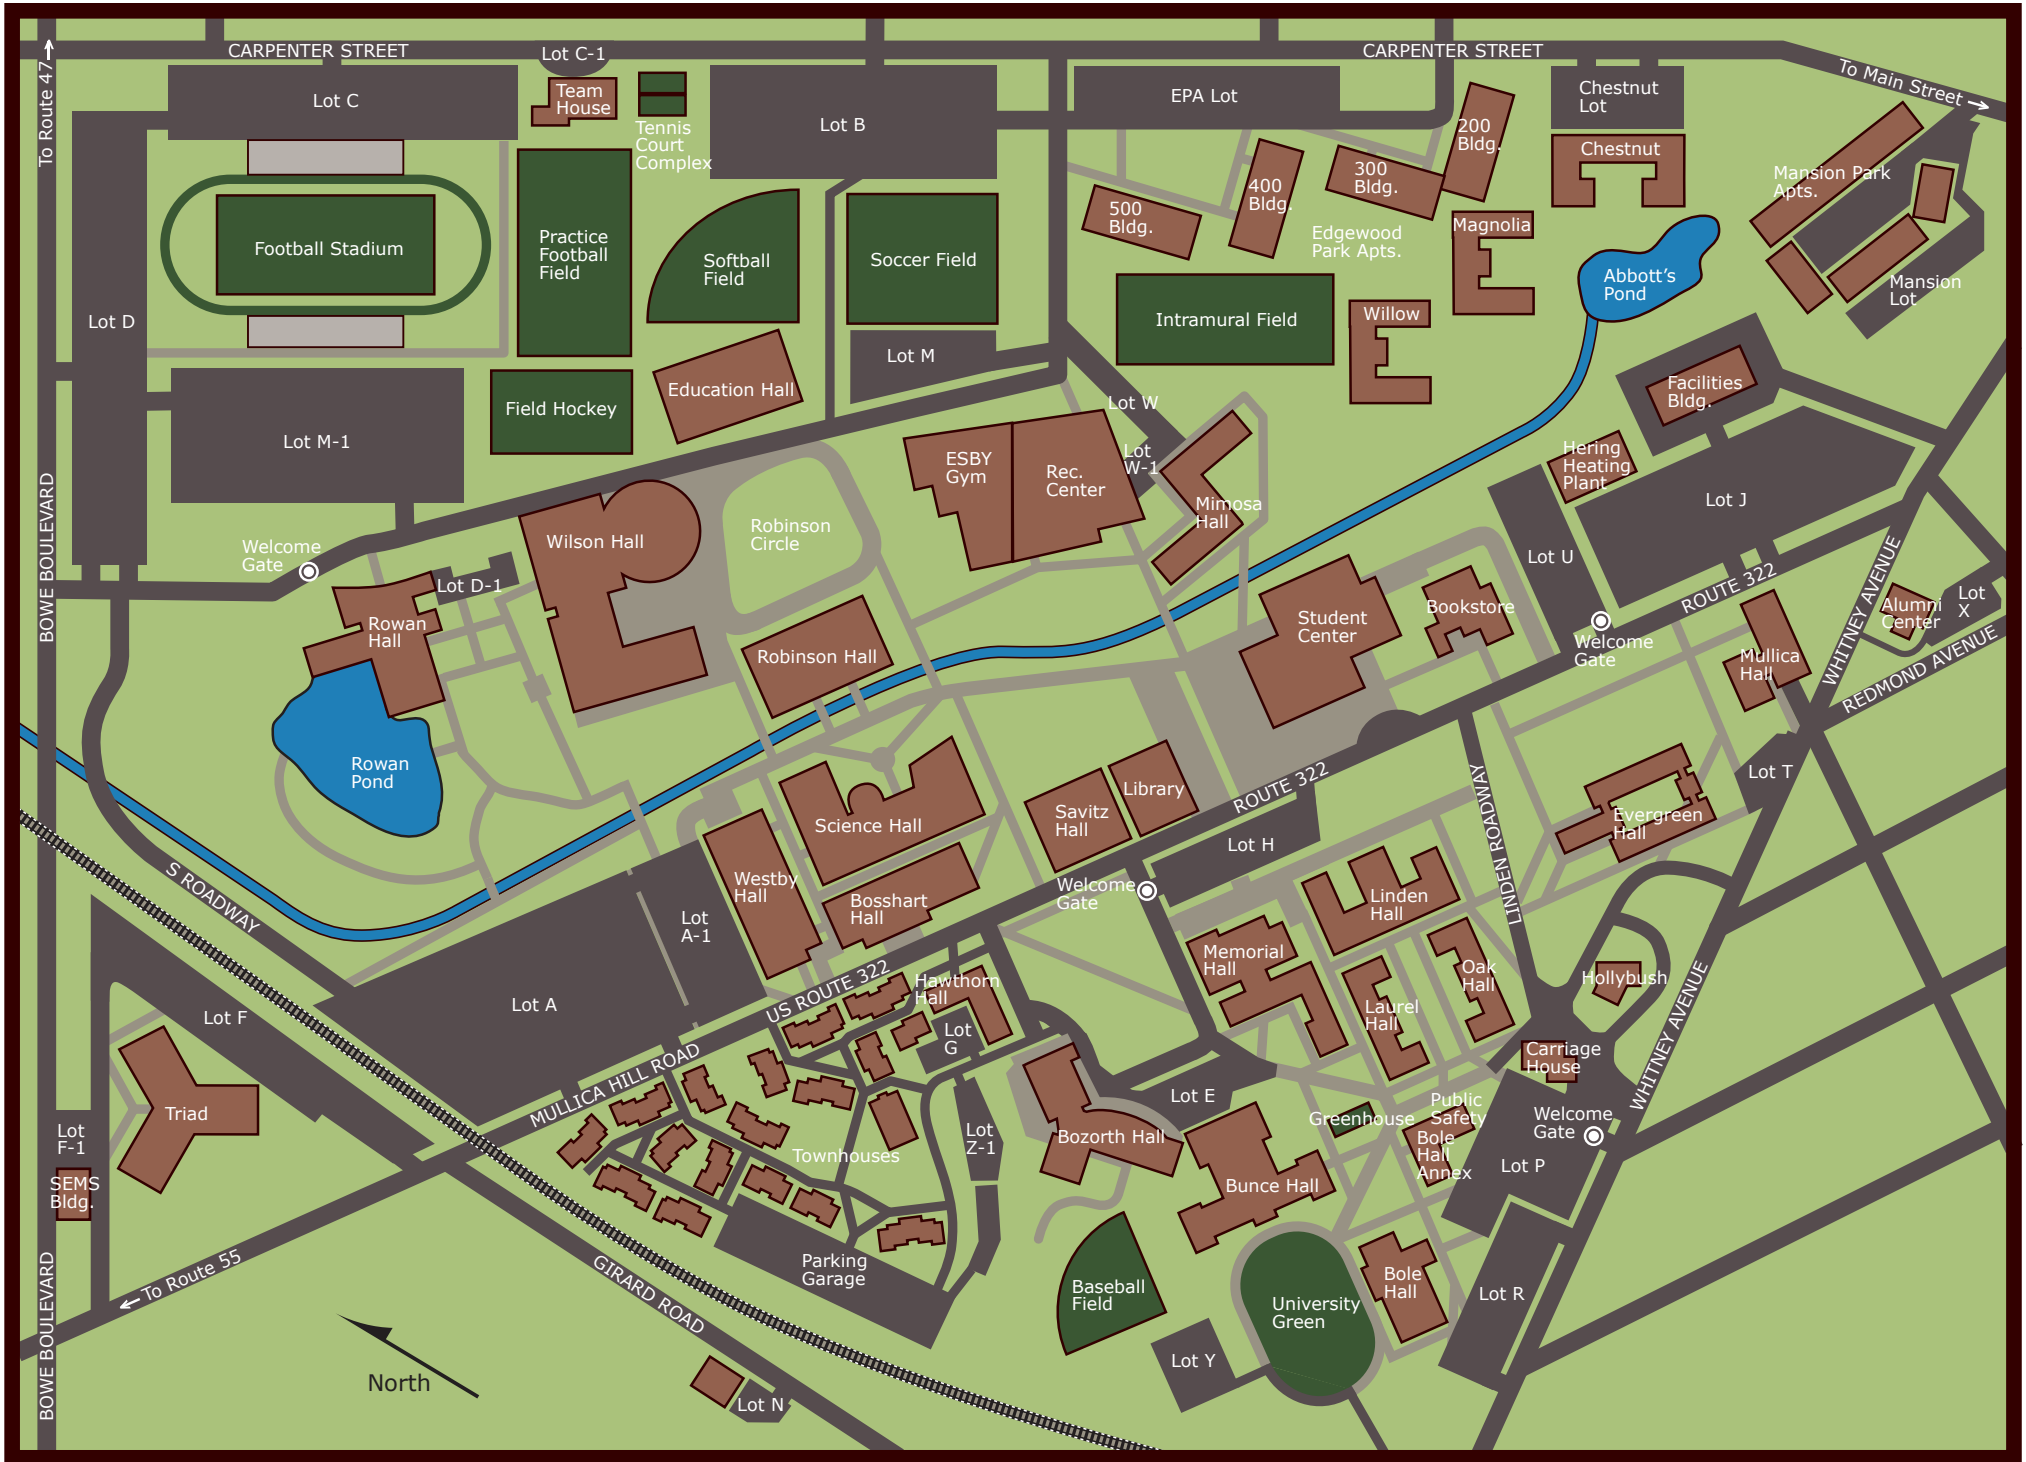 CARPENTER STREET
Lot C-1
CARPENTER STREET
To Main Street
To Route 47
Lot C
Team
House
Tennis
Court
Complex
Lot B
EPA Lot
200
Bldg.
Chestnut
Lot
Chestnut
Mansion Park
Apts.
Mansion
Lot
Football Stadium
Practice
Football
Field
Softball
Field
Soccer Field
500
Bldg.
400
Bldg.
300
Bldg.
Edgewood
Park Apts.
Magnolia
Abbott's
Pond
Lot D
Intramural Field
Willow
Lot M
Education Hall
Field Hockey
Lot M-1
Lot W
Lot
W-1
Facilities
Bldg.
Hering
Heating
Plant
Lot J
ESBY
Gym
Rec.
Center
Mimosa
Hall
BOWE BOULEVARD
Welcome
Gate
Wilson Hall
Robinson
Circle
Lot D-1
Rowan
Hall
Robinson Hall
Student
Center
Bookstore
Lot U
Welcome
Gate
ROUTE 322
WHITNEY AVENUE
Alumni
Center
Lot
X
REDMOND AVENUE
Mullica
Hall
Rowan
Pond
Science Hall
Savitz
Hall
Library
ROUTE 322
LINDEN ROADWAY
Lot T
Evergreen
Hall
S ROADWAY
Westby
Hall
Lot
A-1
Bosshart
Hall
Welcome
Gate
Lot H
Linden
Hall
Memorial
Hall
Oak
Hall
Hollybush
Laurel
Hall
WHITNEY AVENUE
WHITNEY AVENUE
Lot A
US ROUTE 322
Hawthorn
Hall
Lot
G
Lot F
MULLICA HILL ROAD
Triad
Lot
F-1
SEMS
Bldg.
Townhouses
Lot
Z-1
Bozorth Hall
Lot E
Carriage
House
Greenhouse
Public
Safety
Bole
Hall
Annex
Welcome
Gate
Lot P
Bunce Hall
To Route 55
BOWE BOULEVARD
GIRARD ROAD
Parking
Garage
Baseball
Field
University
Green
Bole
Hall
Lot R
Lot Y
North
Lot N